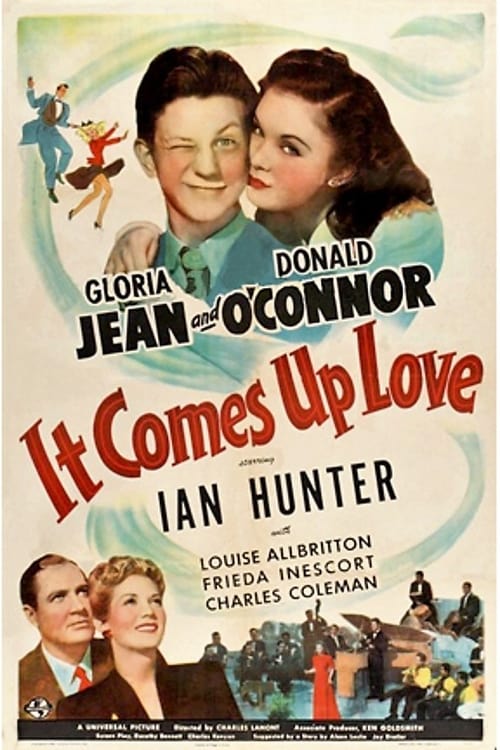 GLORIA
JEAN and
DONALD
O'CONNOR
It Comes Up Love
starring
IAN HUNTER
with
LOUISE ALLBRITTON
FRIEDA INESCORT
CHARLES COLEMAN
A UNIVERSAL PICTURE Directed by CHARLES LAMONT Associate Producer, KEN GOLDSMITH
Screen Play, Dorothy Bennett Charles Kenyon Suggested by a Story by Aleen Leslie Jay Dratler